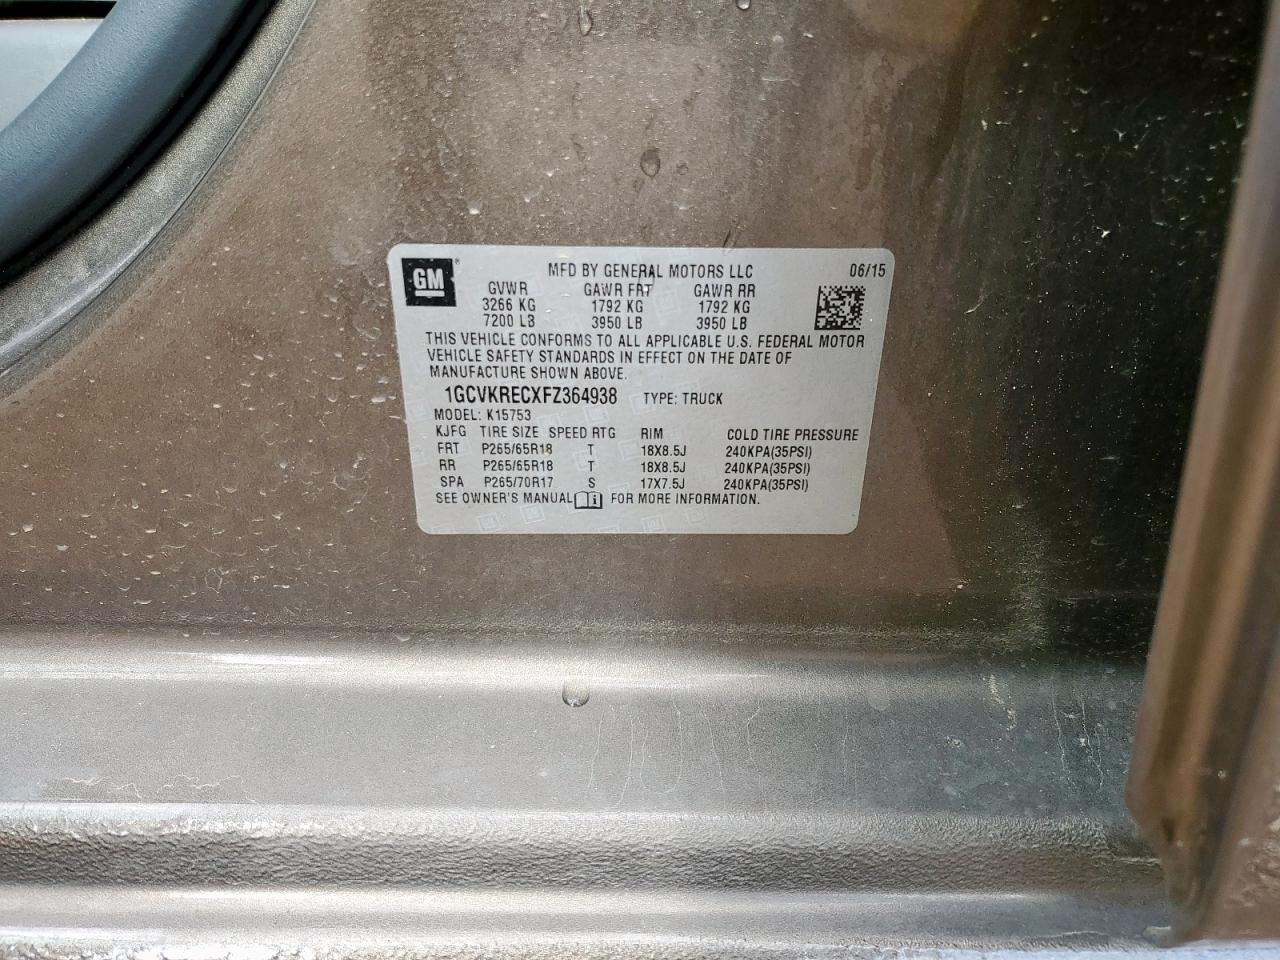 GM MFD BY GENERAL MOTORS LLC 06/15
GVWR GAWR FRT GAWR RR
3266 KG 1792 KG 1792 KG
7200 LB 3950 LB 3950 LB
THIS VEHICLE CONFORMS TO ALL APPLICABLE U.S. FEDERAL MOTOR
VEHICLE SAFETY STANDARDS IN EFFECT ON THE DATE OF
MANUFACTURE SHOWN ABOVE.
1GCVKRECXFZ364938 TYPE: TRUCK
MODEL: K15753
KJFG TIRE SIZE SPEED RTG RIM COLD TIRE PRESSURE
FRT P265/65R18 T 18X8.5J 240KPA(35PSI)
RR P265/65R18 T 18X8.5J 240KPA(35PSI)
SPA P265/70R17 S 17X7.5J 240KPA(35PSI)
SEE OWNER'S MANUAL FOR MORE INFORMATION.